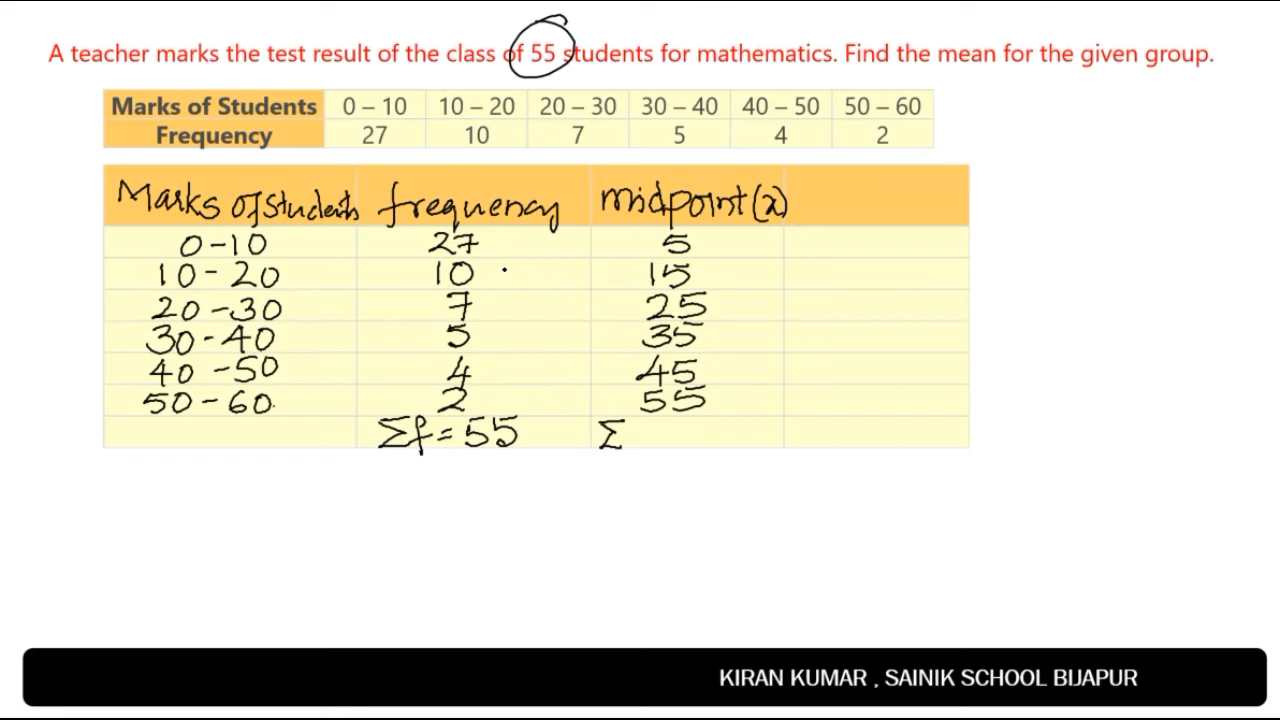 A teacher marks the test result of the class of 55 students for mathematics. Find the mean for the given group.
Marks of Students 0 – 10 10 – 20 20 – 30 30 – 40 40 – 50 50 – 60
Frequency 27 10 7 5 4 2
Marks Of Students frequency midpoint (x)
0-10 27 5
10-20 10 15
20-30 7 25
30-40 5 35
40-50 4 45
50-60 2 55
Σf=55 Σ
KIRAN KUMAR , SAINIK SCHOOL BIJAPUR